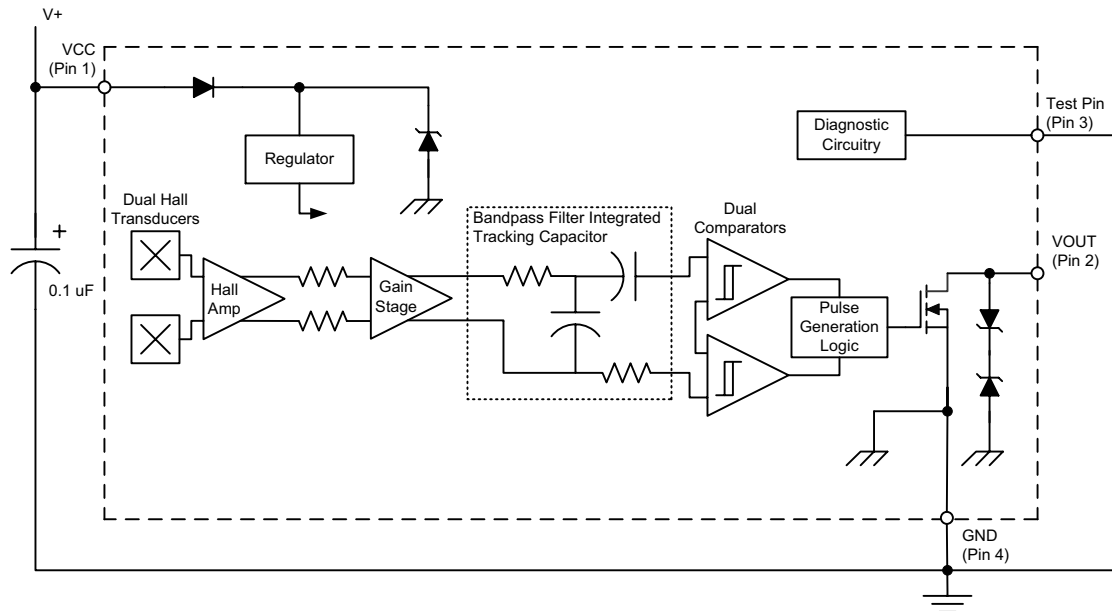 V+
VCC
(Pin 1)
Test Pin
(Pin 3)
Diagnostic
Circuitry
Regulator
Dual Hall
Transducers
Bandpass Filter Integrated
Tracking Capacitor
Dual
Comparators
VOUT
(Pin 2)
+
0.1 uF
Hall
Amp
Gain
Stage
Pulse
Generation
Logic
GND
(Pin 4)